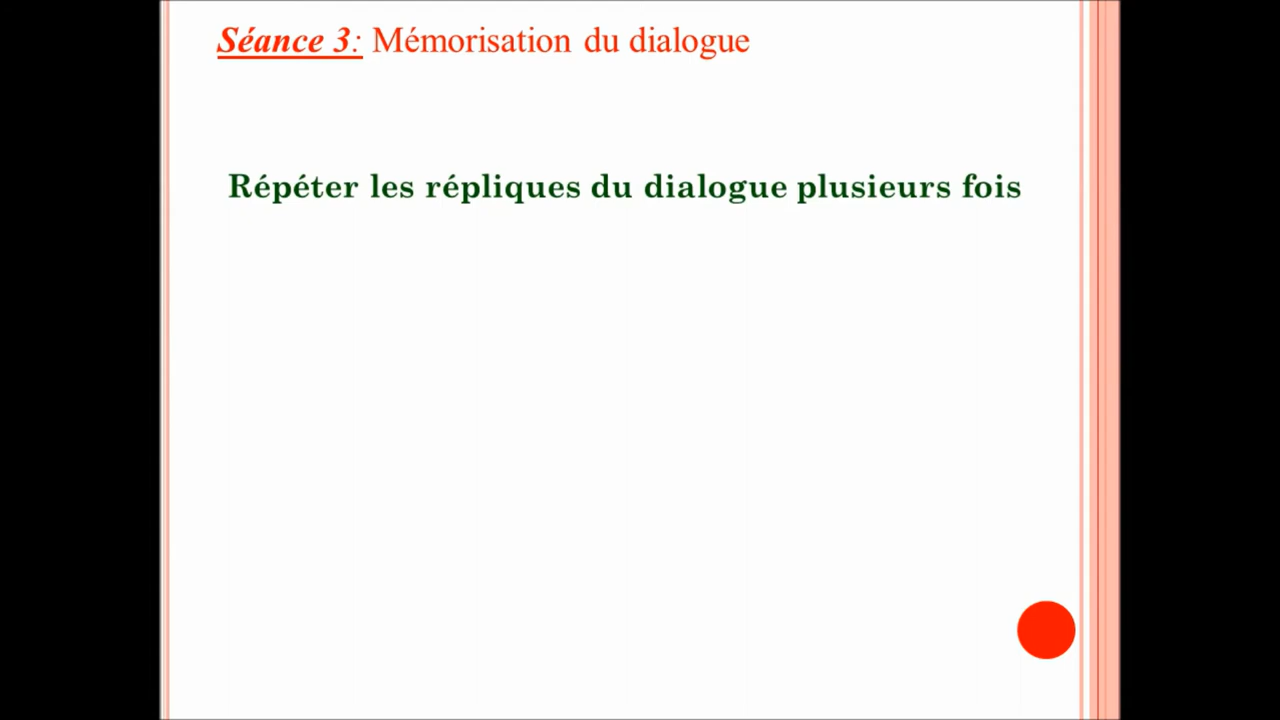 Séance 3: Mémorisation du dialogue
Répéter les répliques du dialogue plusieurs fois